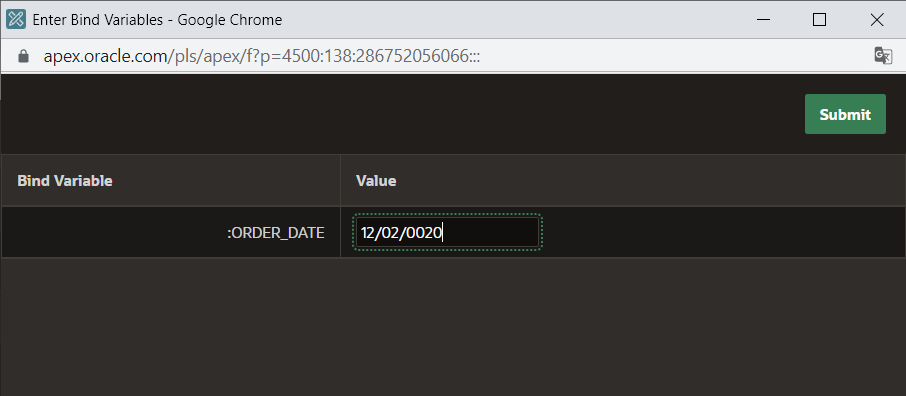 Enter Bind Variables - Google Chrome
apex.oracle.com/pls/apex/f?p=4500:138:286752056066:::
Submit
Bind Variable Value
:ORDER_DATE 12/02/0020